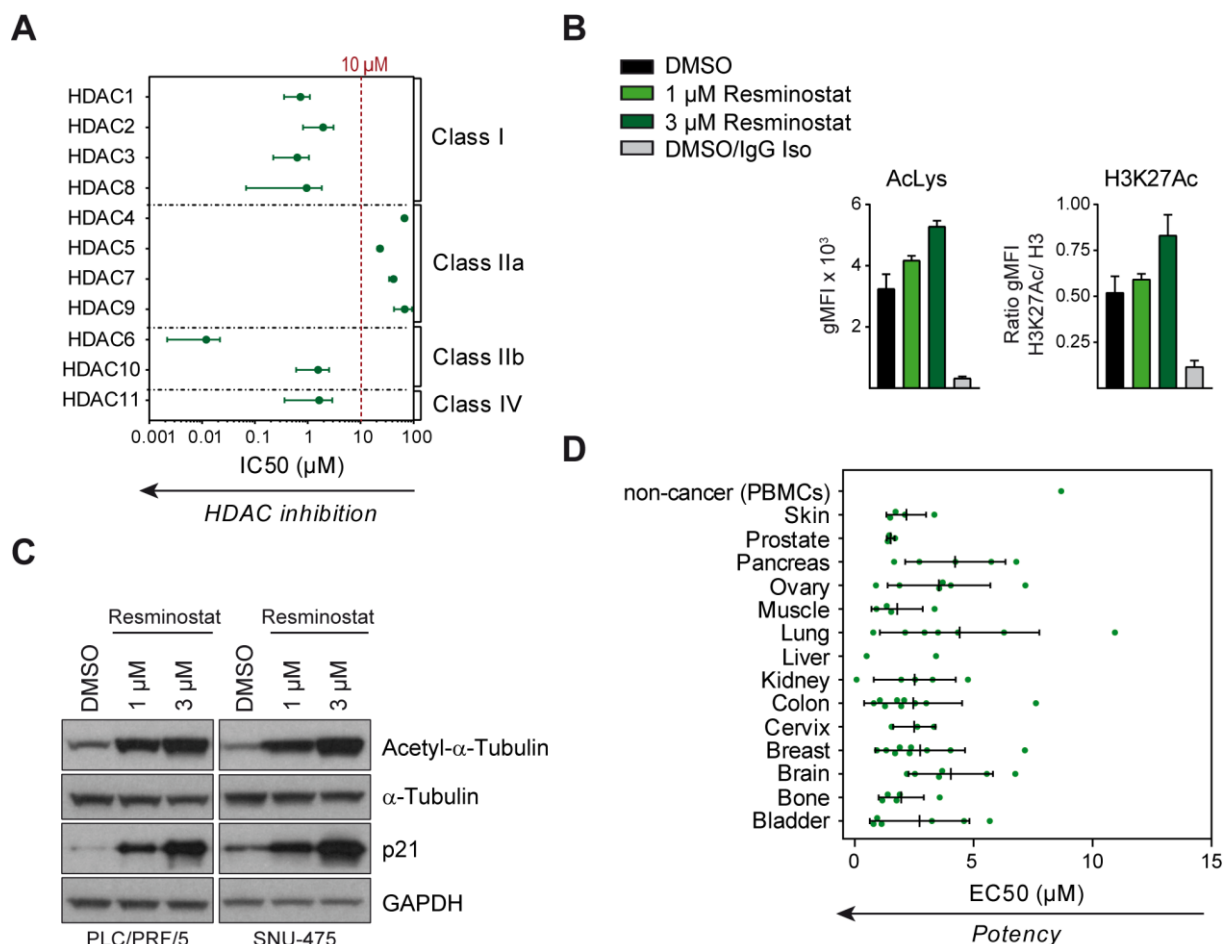 A
10 µM
HDAC1
HDAC2
HDAC3
HDAC8
HDAC4
HDAC5
HDAC7
HDAC9
HDAC6
HDAC10
HDAC11
Class I
Class IIa
Class IIb
Class IV
0.001 0.01 0.1 1 10 100
IC50 (µM)
HDAC inhibition
B
DMSO
1 µM Resminostat
3 µM Resminostat
DMSO/IgG Iso
AcLys
6
4
2
gMFI x 10³
H3K27Ac
1.00
0.75
0.50
0.25
Ratio gMFI
H3K27Ac/ H3
C
Resminostat Resminostat
DMSO 1 µM 3 µM DMSO 1 µM 3 µM
Acetyl-α-Tubulin
α-Tubulin
p21
GAPDH
PLC/PRF/5 SNU-475
D
non-cancer (PBMCs)
Skin
Prostate
Pancreas
Ovary
Muscle
Lung
Liver
Kidney
Colon
Cervix
Breast
Brain
Bone
Bladder
0 5 10 15
EC50 (µM)
Potency